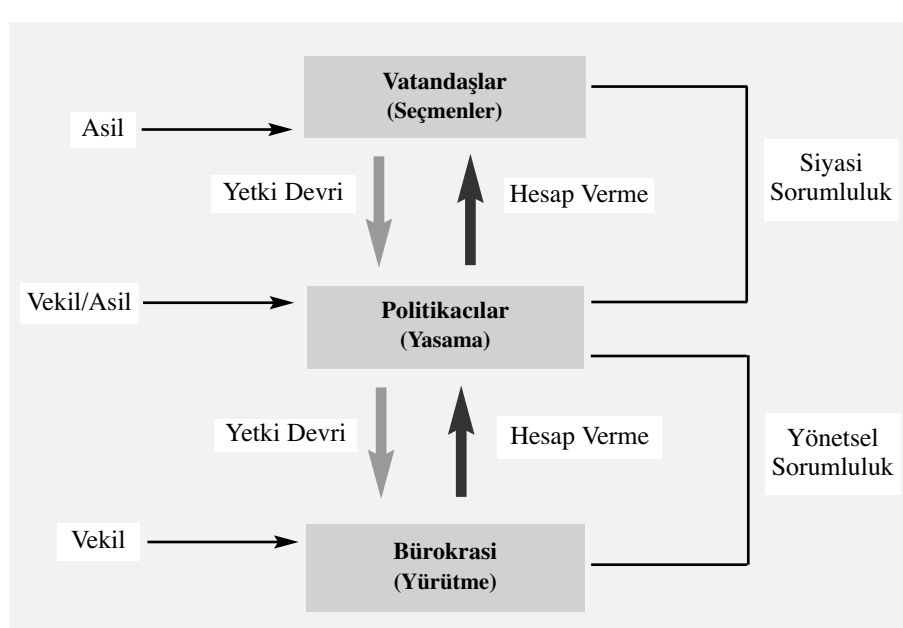 Vatandaşlar
(Seçmenler)
Asil
Yetki Devri
Hesap Verme
Siyasi
Sorumluluk
Vekil/Asil
Politikacılar
(Yasama)
Yetki Devri
Hesap Verme
Yönetsel
Sorumluluk
Vekil
Bürokrasi
(Yürütme)